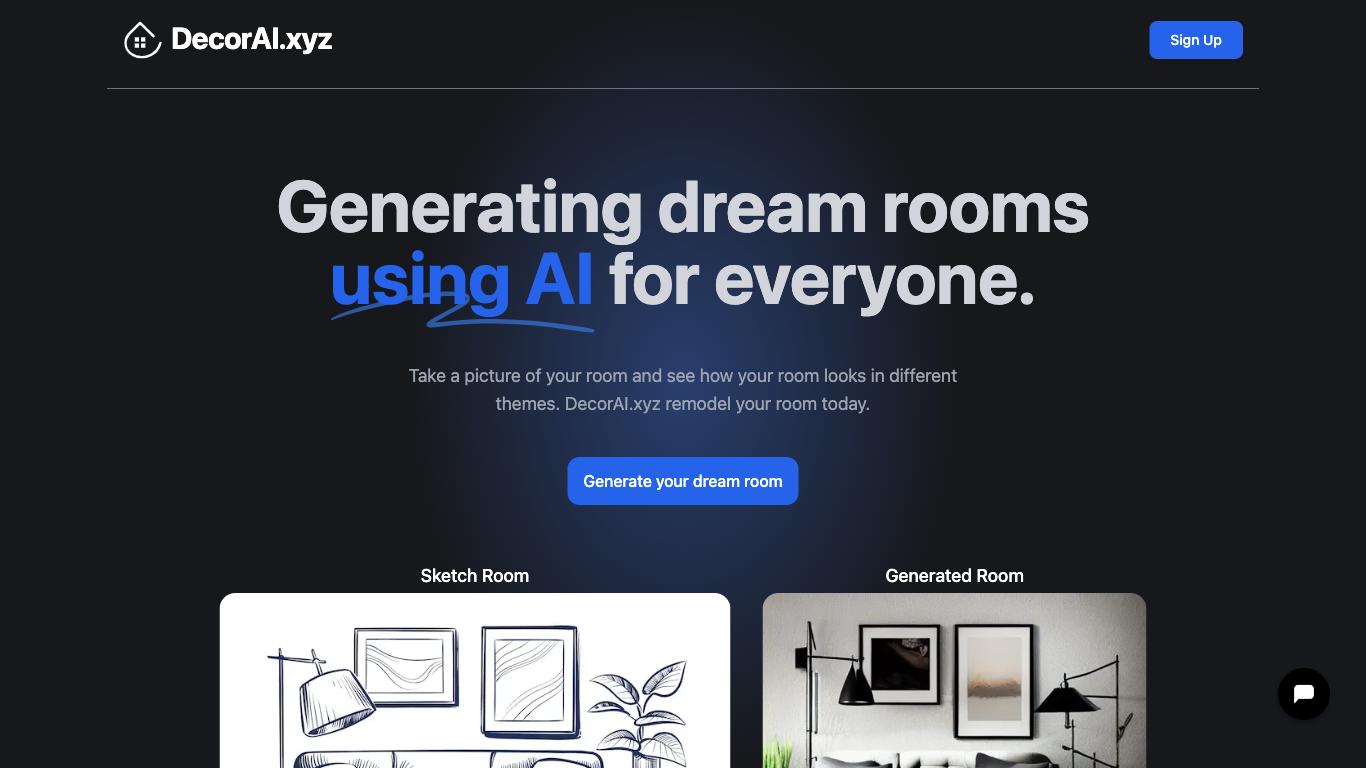 DecorAI.xyz
Sign Up
Generating dream rooms
using AI for everyone.
Take a picture of your room and see how your room looks in different
themes. DecorAI.xyz remodel your room today.
Generate your dream room
Sketch Room
Generated Room